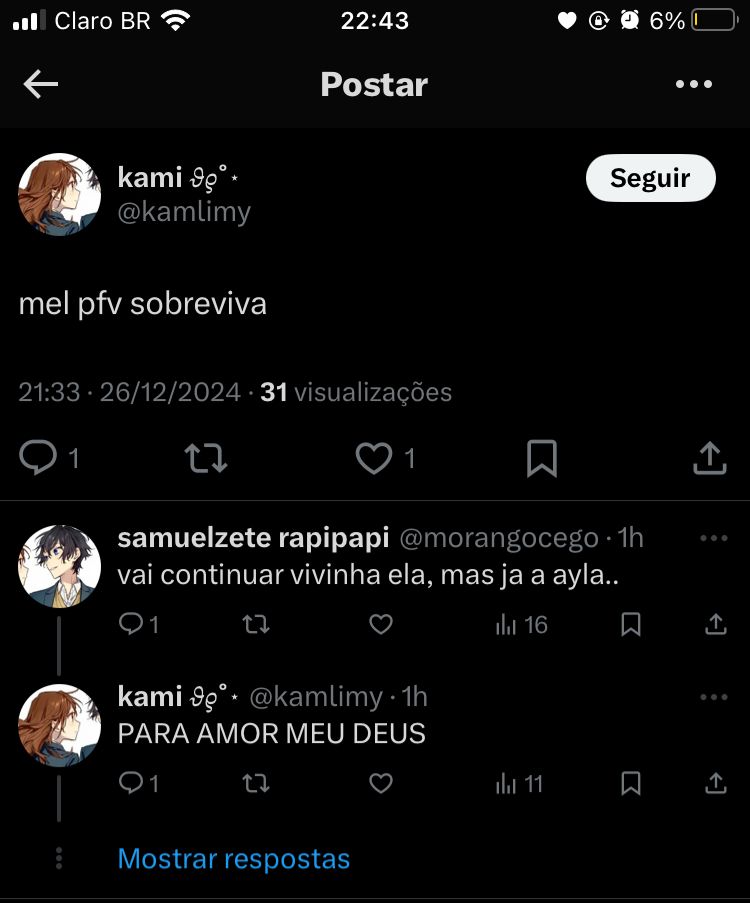 Claro BR 22:43 6%
Postar
kami 𝜗𝜚˚⋆
@kamlimy
Seguir
mel pfv sobreviva
21:33 · 26/12/2024 · 31 visualizações
1 1
samuelzete rapipapi @morangocego · 1h
vai continuar vivinha ela, mas ja a ayla..
1 16
kami 𝜗𝜚˚⋆ @kamlimy · 1h
PARA AMOR MEU DEUS
1 11
Mostrar respostas